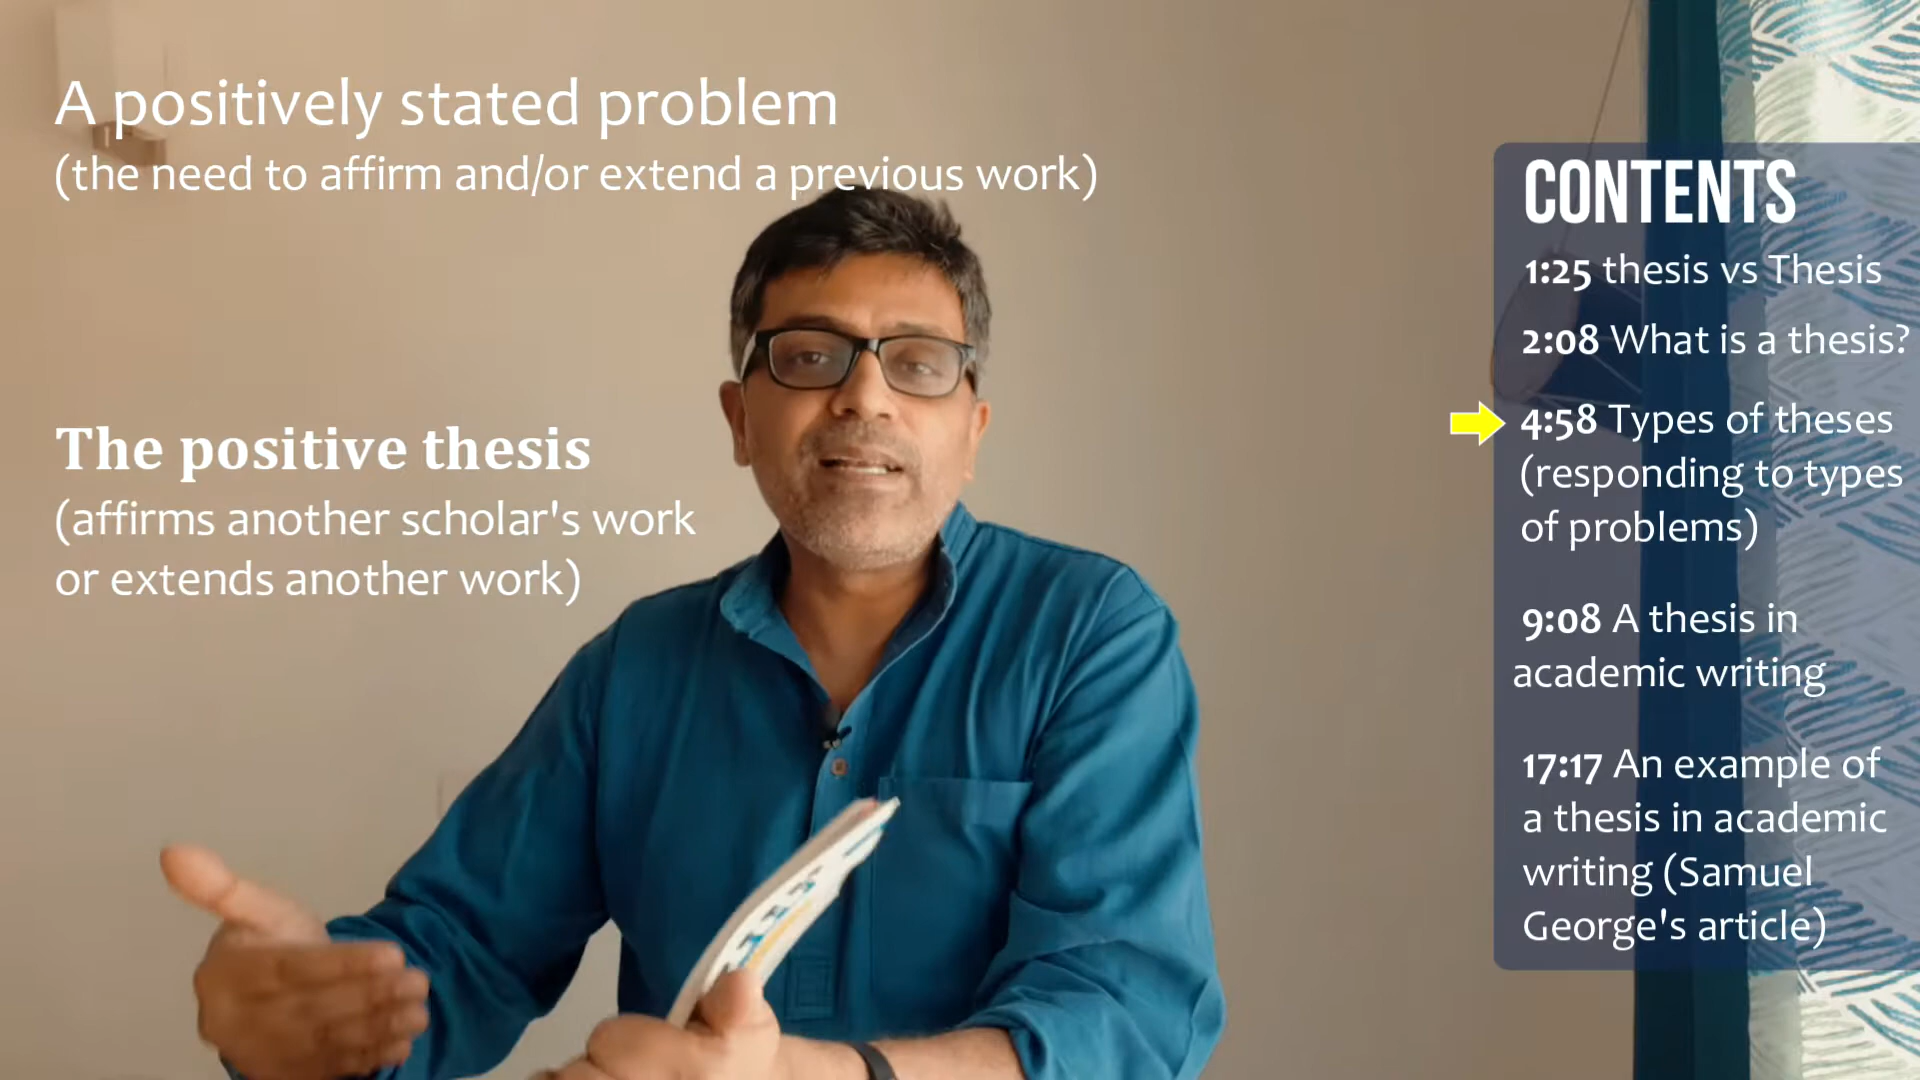 A positively stated problem
(the need to affirm and/or extend a previous work)
The positive thesis
(affirms another scholar's work
or extends another work)
CONTENTS
1:25 thesis vs Thesis
2:08 What is a thesis?
4:58 Types of theses
(responding to types
of problems)
9:08 A thesis in
academic writing
17:17 An example of
a thesis in academic
writing (Samuel
George's article)